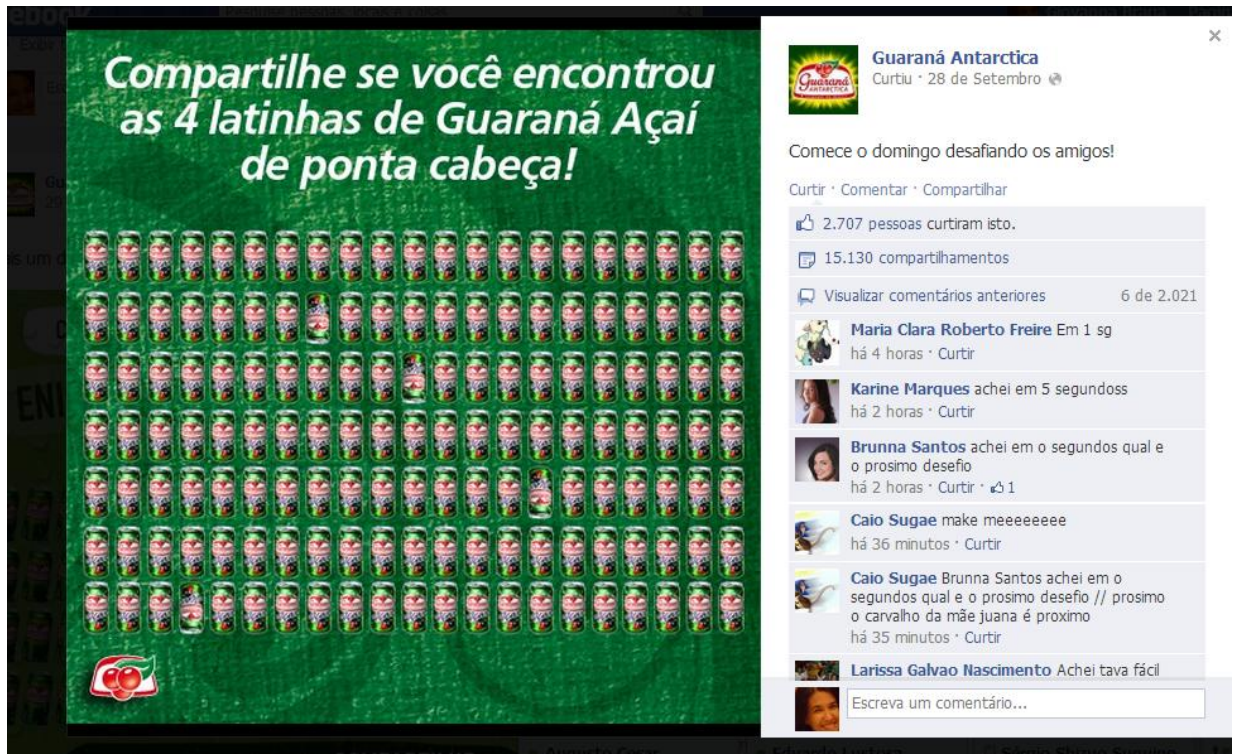 Compartilhe se você encontrou
as 4 latinhas de Guaraná Açaí
de ponta cabeça!
Guaraná Antarctica
Curtiu · 28 de Setembro
Comece o domingo desafiando os amigos!
Curtir · Comentar · Compartilhar
2.707 pessoas curtiram isto.
15.130 compartilhamentos
Visualizar comentários anteriores 6 de 2.021
Maria Clara Roberto Freire Em 1 sg
há 4 horas · Curtir
Karine Marques achei em 5 segundoss
há 2 horas · Curtir
Brunna Santos achei em o segundos qual e
o prosimo desefio
há 2 horas · Curtir · 1
Caio Sugae make meeeeeeee
há 36 minutos · Curtir
Caio Sugae Brunna Santos achei em o
segundos qual e o prosimo desefio // prosimo
o carvalho da mãe juana é proximo
há 35 minutos · Curtir
Larissa Galvao Nascimento Achei tava fácil
Escreva um comentário...